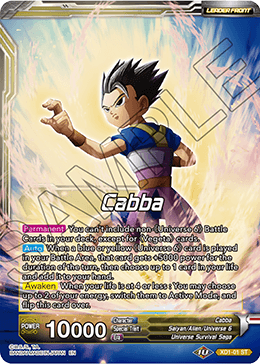 LEADER FRONT
Cabba
Permanent You can't include non-《Universe 6》 Battle
Cards in your deck, except for ‹Vegeta› cards.
Auto When a blue or yellow 《Universe 6》 card is played
in your Battle Area, that card gets +5000 power for the
duration of the turn, then choose up to 1 card in your life
and add it to your hand.
Awaken When your life is at 4 or less : You may choose
up to 2 of your energy, switch them to Active Mode, and
flip this card over.
POWER 10000
Character Cabba
Special Trait Saiyan/Alien/Universe 6
Era Universe Survival Saga
BANDAI MADE IN JAPAN EN
XD1-01 ST